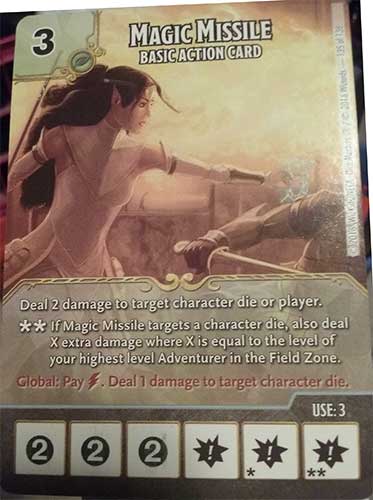 3
MAGIC MISSILE
BASIC ACTION CARD
Deal 2 damage to target character die or player.
** If Magic Missile targets a character die, also deal
X extra damage where X is equal to the level of
your highest level Adventurer in the Field Zone.
Global: Pay . Deal 1 damage to target character die.
USE: 3
2 2 2 ! ! !
* **